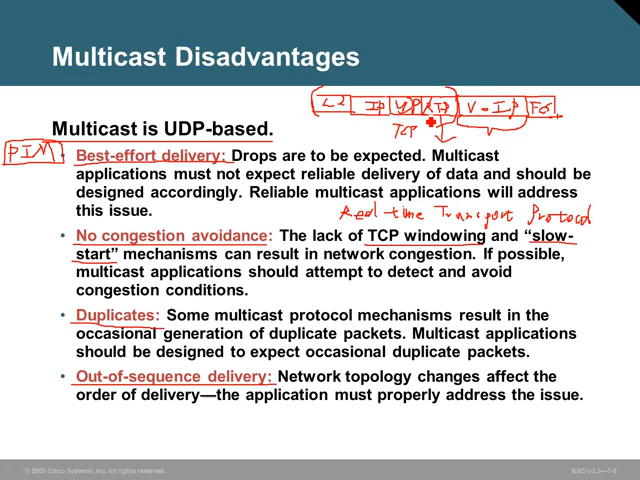 Multicast Disadvantages
L2 IP UDP RTP V.IP FCS
Multicast is UDP-based.
TCP
PIM
• Best-effort delivery: Drops are to be expected. Multicast
applications must not expect reliable delivery of data and should be
designed accordingly. Reliable multicast applications will address
this issue.
Real-time Transport Protocol
• No congestion avoidance: The lack of TCP windowing and “slow-
start” mechanisms can result in network congestion. If possible,
multicast applications should attempt to detect and avoid
congestion conditions.
• Duplicates: Some multicast protocol mechanisms result in the
occasional generation of duplicate packets. Multicast applications
should be designed to expect occasional duplicate packets.
• Out-of-sequence delivery: Network topology changes affect the
order of delivery—the application must properly address the issue.
© 2005 Cisco Systems, Inc. All rights reserved.
BSCI v3.0—7-6